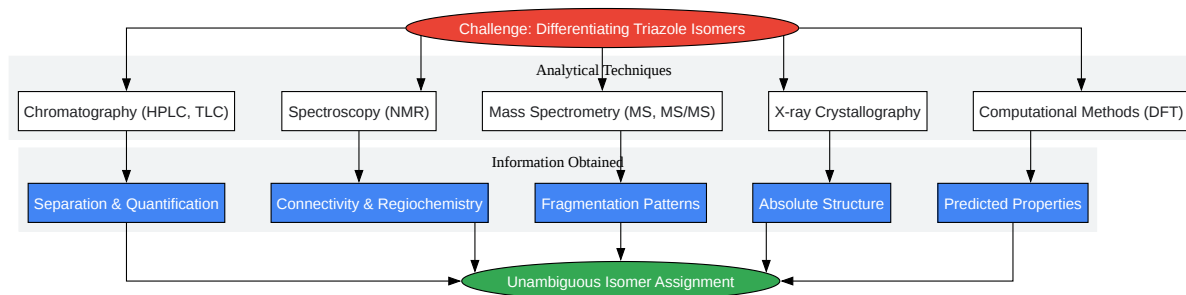 Challenge: Differentiating Triazole Isomers
Analytical Techniques
Chromatography (HPLC, TLC)
Spectroscopy (NMR)
Mass Spectrometry (MS, MS/MS)
X-ray Crystallography
Computational Methods (DFT)
Information Obtained
Separation & Quantification
Connectivity & Regiochemistry
Fragmentation Patterns
Absolute Structure
Predicted Properties
Unambiguous Isomer Assignment